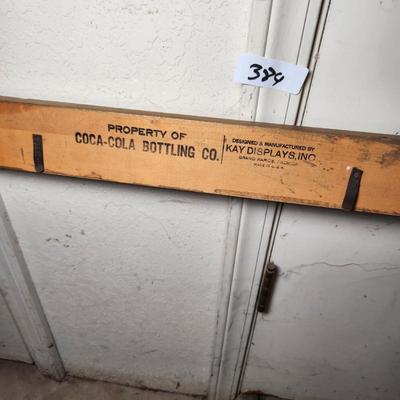 384
PROPERTY OF
COCA-COLA BOTTLING CO.
DESIGNED & MANUFACTURED BY
KAY DISPLAYS, INC.
GRAND RAPIDS,
MADE IN U.S.A.